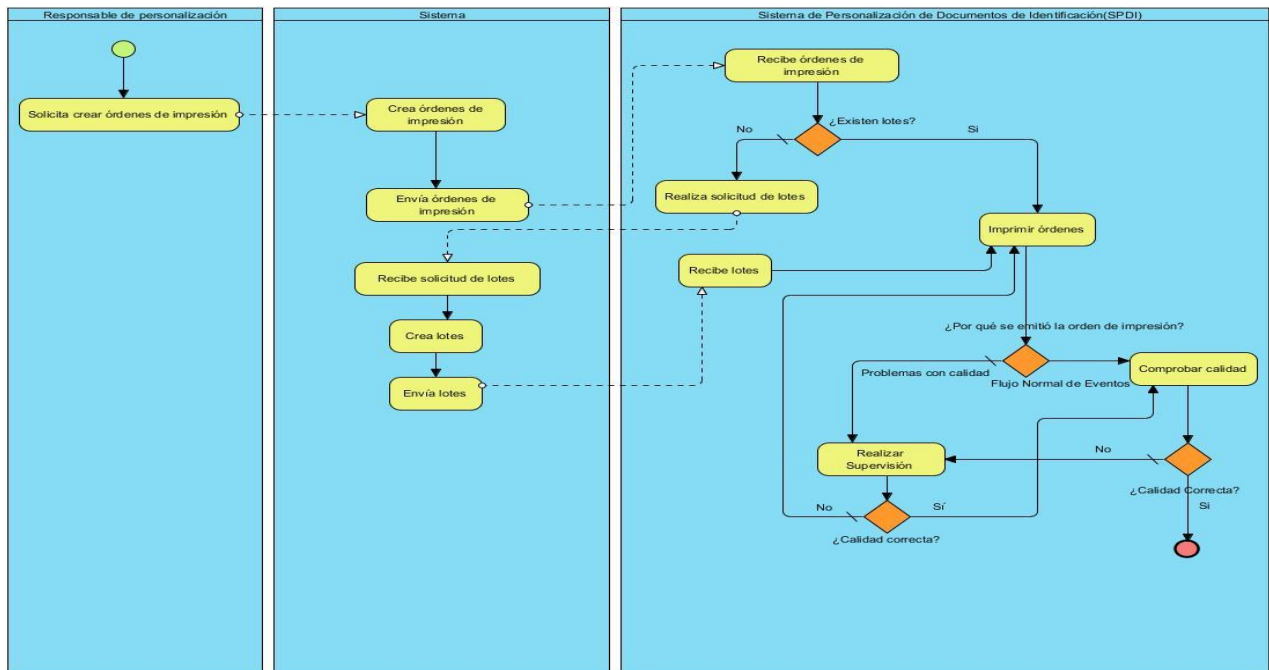 Responsable de personalización
Sistema
Sistema de Personalización de Documentos de Identificación(SPDI)
Solicita crear órdenes de impresión
Crea órdenes de
impresión
Envía órdenes de
impresión
Recibe solicitud de lotes
Crea lotes
Envía lotes
Recibe órdenes de
impresión
¿Existen lotes?
No
Si
Realiza solicitud de lotes
Imprimir órdenes
Recibe lotes
¿Por qué se emitió la orden de impresión?
Problemas con calidad
Flujo Normal de Eventos
Comprobar calidad
Realizar
Supervisión
No
¿Calidad Correcta?
Si
No
Sí
¿Calidad correcta?